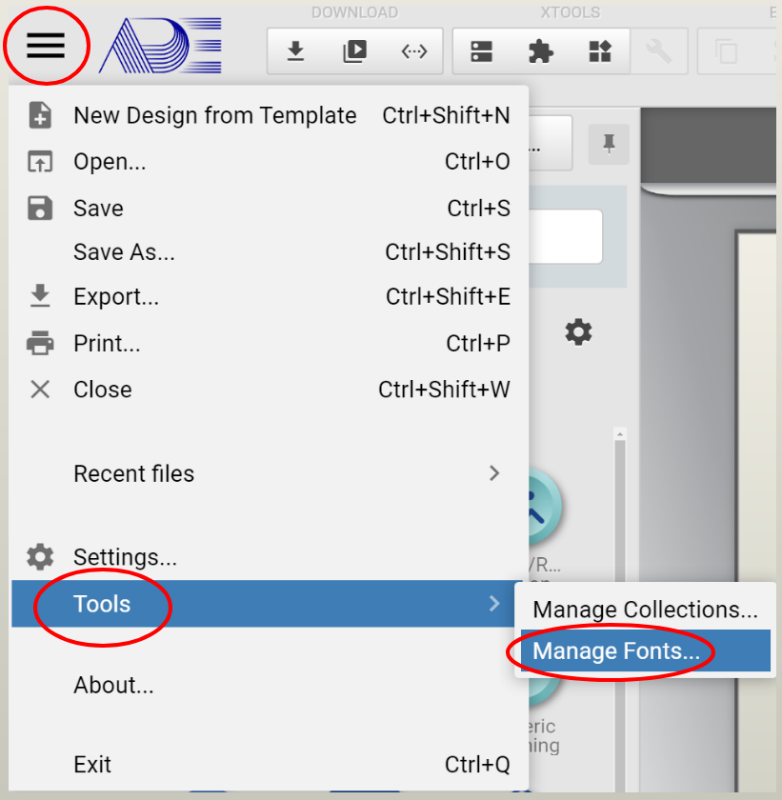 DOWNLOAD XTOOLS
ADE
New Design from Template Ctrl+Shift+N
Open... Ctrl+O
...
Save Ctrl+S
Save As... Ctrl+Shift+S
Export... Ctrl+Shift+E
Print... Ctrl+P
Close Ctrl+Shift+W
Recent files
Settings...
/R...
Tools
Manage Collections...
Manage Fonts...
About...
Exit Ctrl+Q